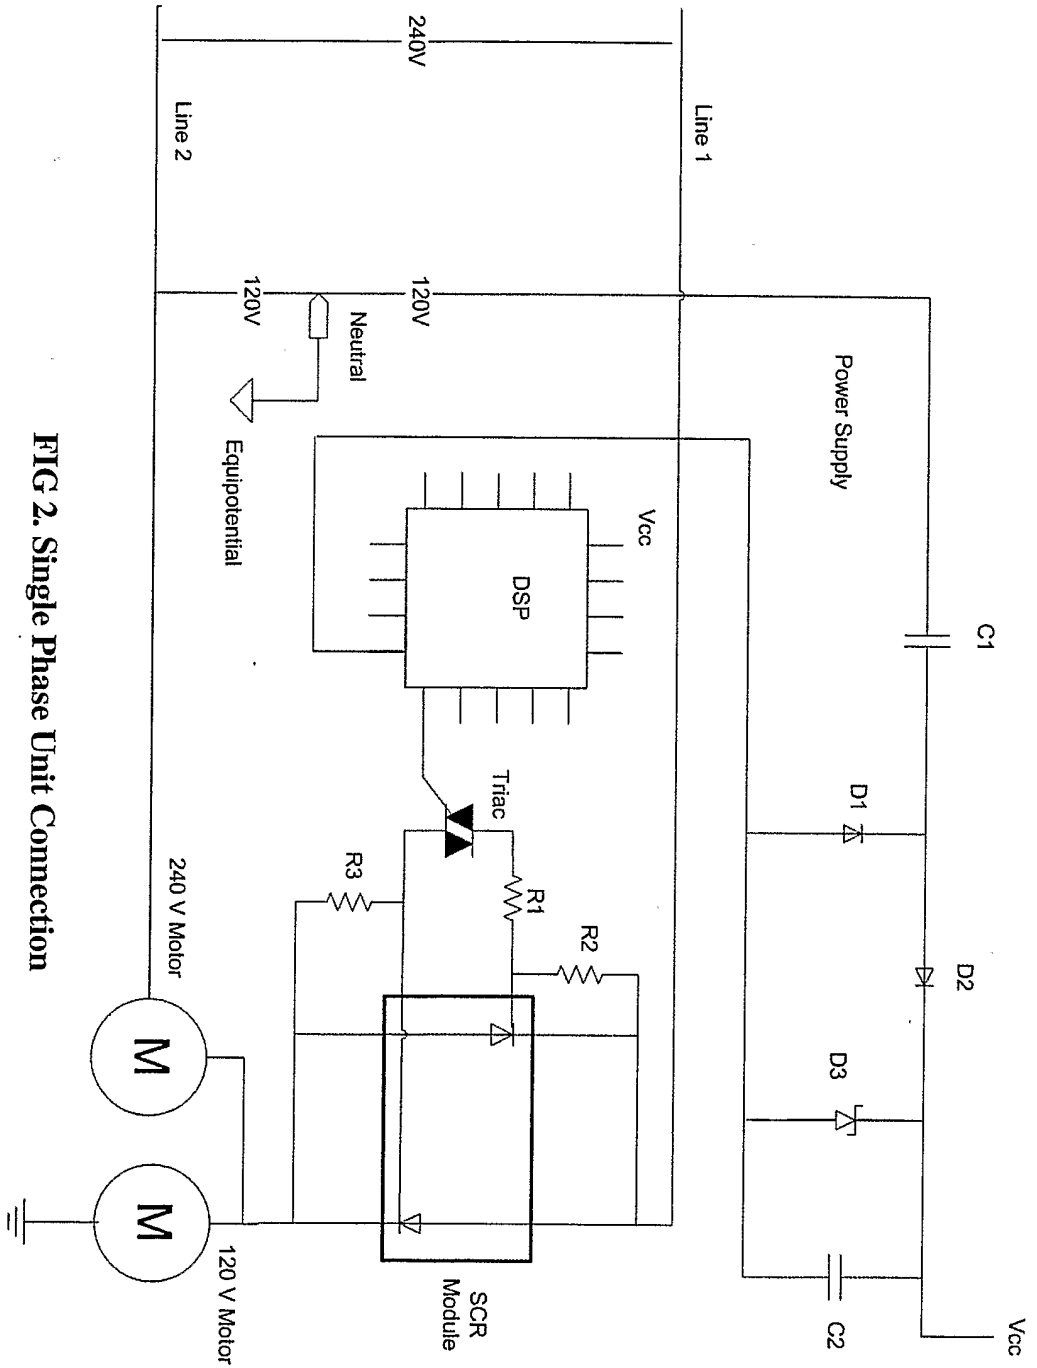 Vcc
C1
D2
C2
D1
D3
Power Supply
Line 1
Vcc
SCR
Module
R2
R1
Triac
DSP
240V
120V
R3
Neutral
120V
Equipotential
Line 2
120 V Motor
240 V Motor
M
M
FIG 2. Single Phase Unit Connection